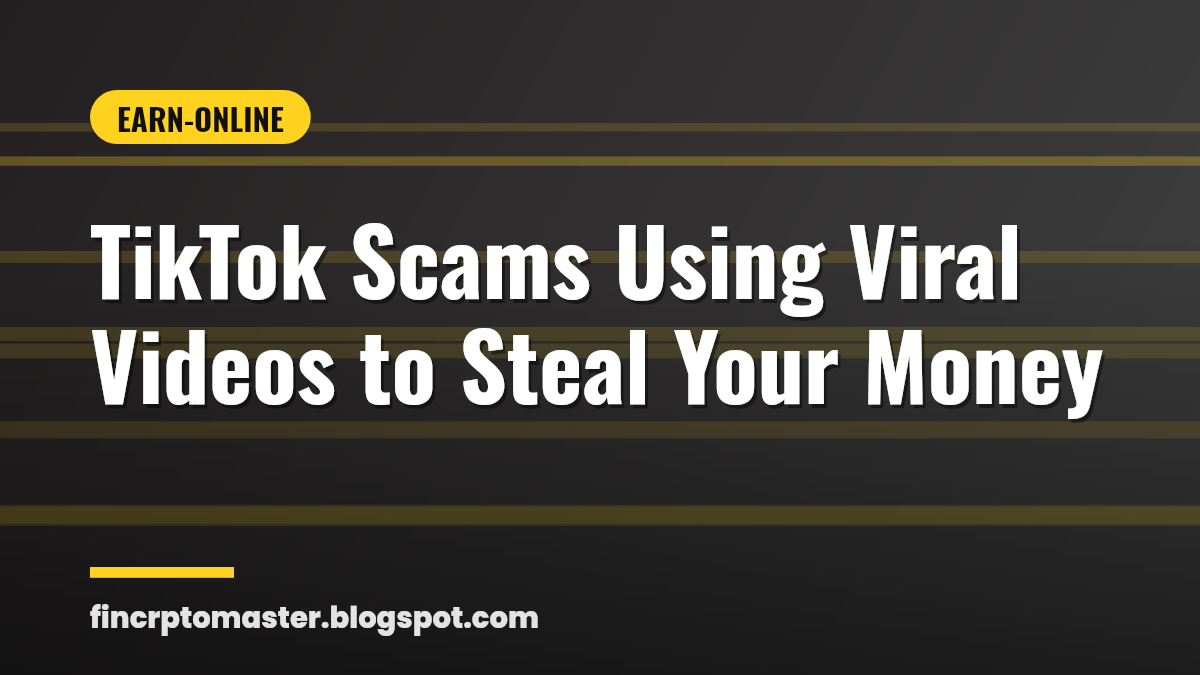 EARN-ONLINE
TikTok Scams Using Viral
Videos to Steal Your Money
fincrptomaster.blogspot.com